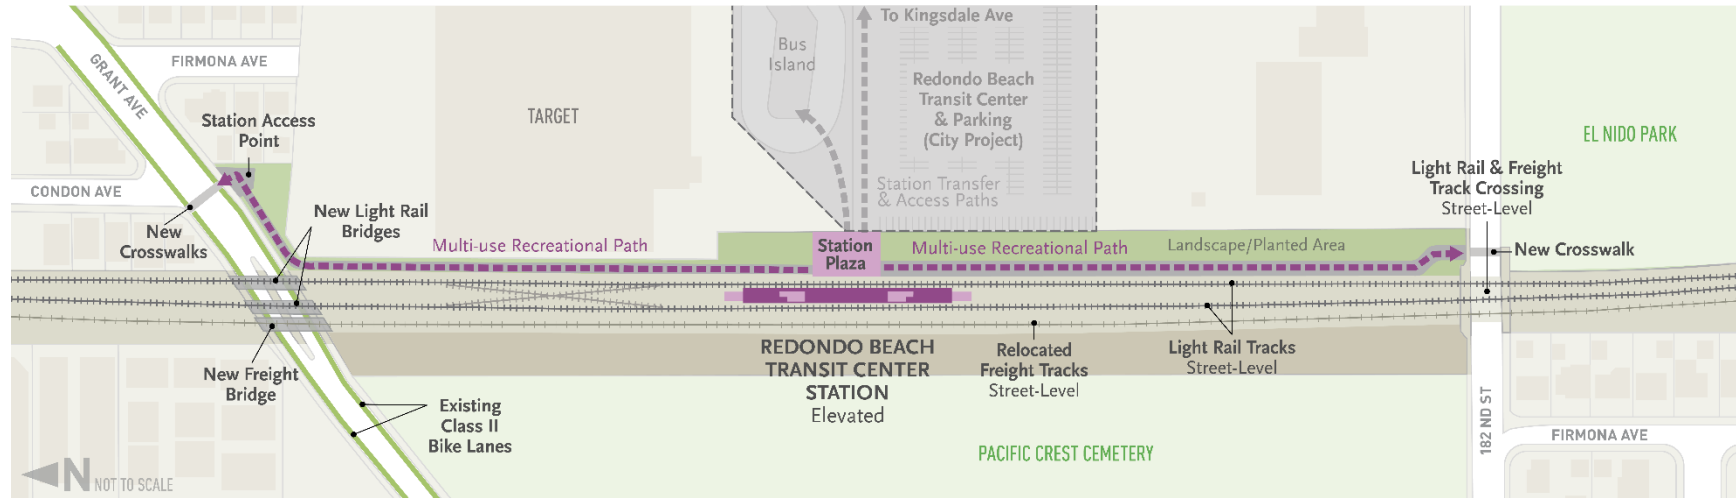 To Kingsdale Ave
Bus
Island
FIRMONA AVE
GRANT AVE
TARGET
Redondo Beach
Transit Center
& Parking
(City Project)
Station Access
Point
EL NIDO PARK
CONDON AVE
Station Transfer
& Access Paths
Light Rail & Freight
Track Crossing
Street-Level
New
Crosswalks
New Light Rail
Bridges
Multi-use Recreational Path
Station
Plaza
Multi-use Recreational Path
Landscape/Planted Area
New Crosswalk
New Freight
Bridge
REDONDO BEACH
TRANSIT CENTER
STATION
Elevated
Relocated
Freight Tracks
Street-Level
Light Rail Tracks
Street-Level
Existing
Class II
Bike Lanes
182 ND ST
FIRMONA AVE
PACIFIC CREST CEMETERY
N NOT TO SCALE